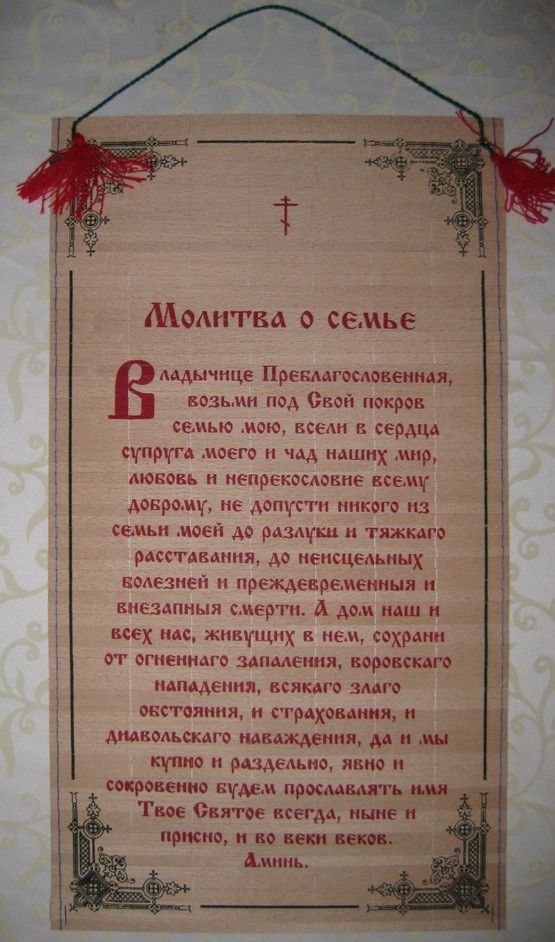 Молитва о семье
Владычице Преблагословенная,
возьми под Свой покров
семью мою, всели в сердца
супруга моего и чад наших мир,
любовь и непрекословие всему
доброму, не допусти никого из
семьи моей до разлуки и тяжкаго
расставания, до неисцельных
болезней и преждевременныя и
внезапныя смерти. А дом наш и
всех нас, живущих в нем, сохрани
от огненнаго запаления, воровскаго
нападения, всякаго злаго
обстояния, и страхования, и
диавольскаго наваждения, да и мы
купно и раздельно, явно и
сокровенно будем прославлять имя
Твое Святое всегда, ныне и
присно, и во веки веков.
Аминь.